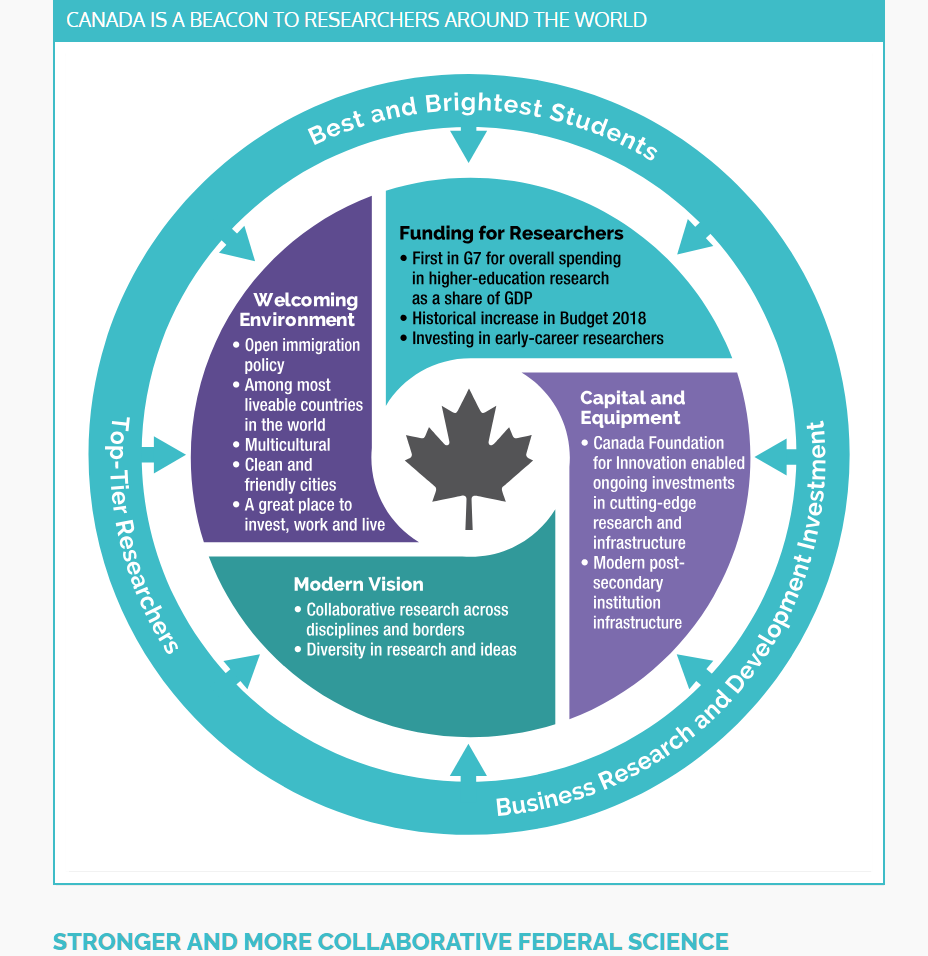 CANADA IS A BEACON TO RESEARCHERS AROUND THE WORLD
Best and Brightest Students
Funding for Researchers
• First in G7 for overall spending
in higher-education research
as a share of GDP
• Historical increase in Budget 2018
• Investing in early-career researchers
Welcoming
Environment
• Open immigration
policy
• Among most
liveable countries
in the world
• Multicultural
• Clean and
friendly cities
• A great place to
invest, work and live
Capital and
Equipment
• Canada Foundation
for Innovation enabled
ongoing investments
in cutting-edge
research and
infrastructure
• Modern post-
secondary
institution
infrastructure
Modern Vision
• Collaborative research across
disciplines and borders
• Diversity in research and ideas
Top-Tier Researchers
Business Research and Development Investment
STRONGER AND MORE COLLABORATIVE FEDERAL SCIENCE